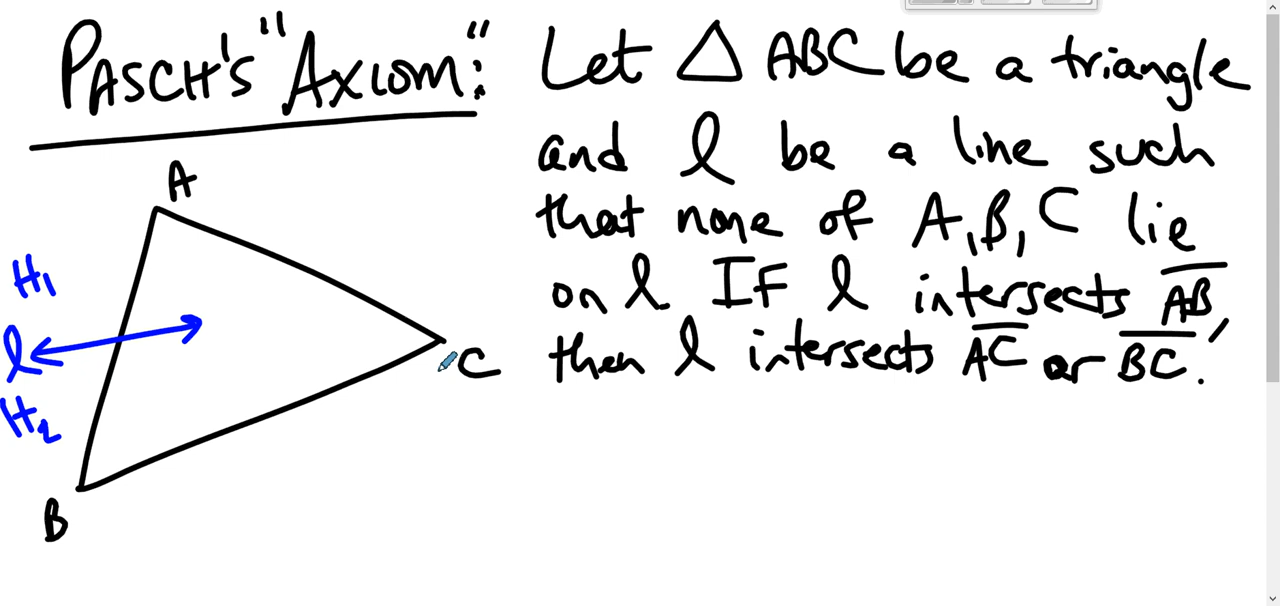 PASCH'S "AXIOM":
Let △ABC be a triangle
and l be a line such
that none of A, B, C lie
on l. IF l intersects AB,
then l intersects AC or BC.
A
H₁
l
H₂
B
C